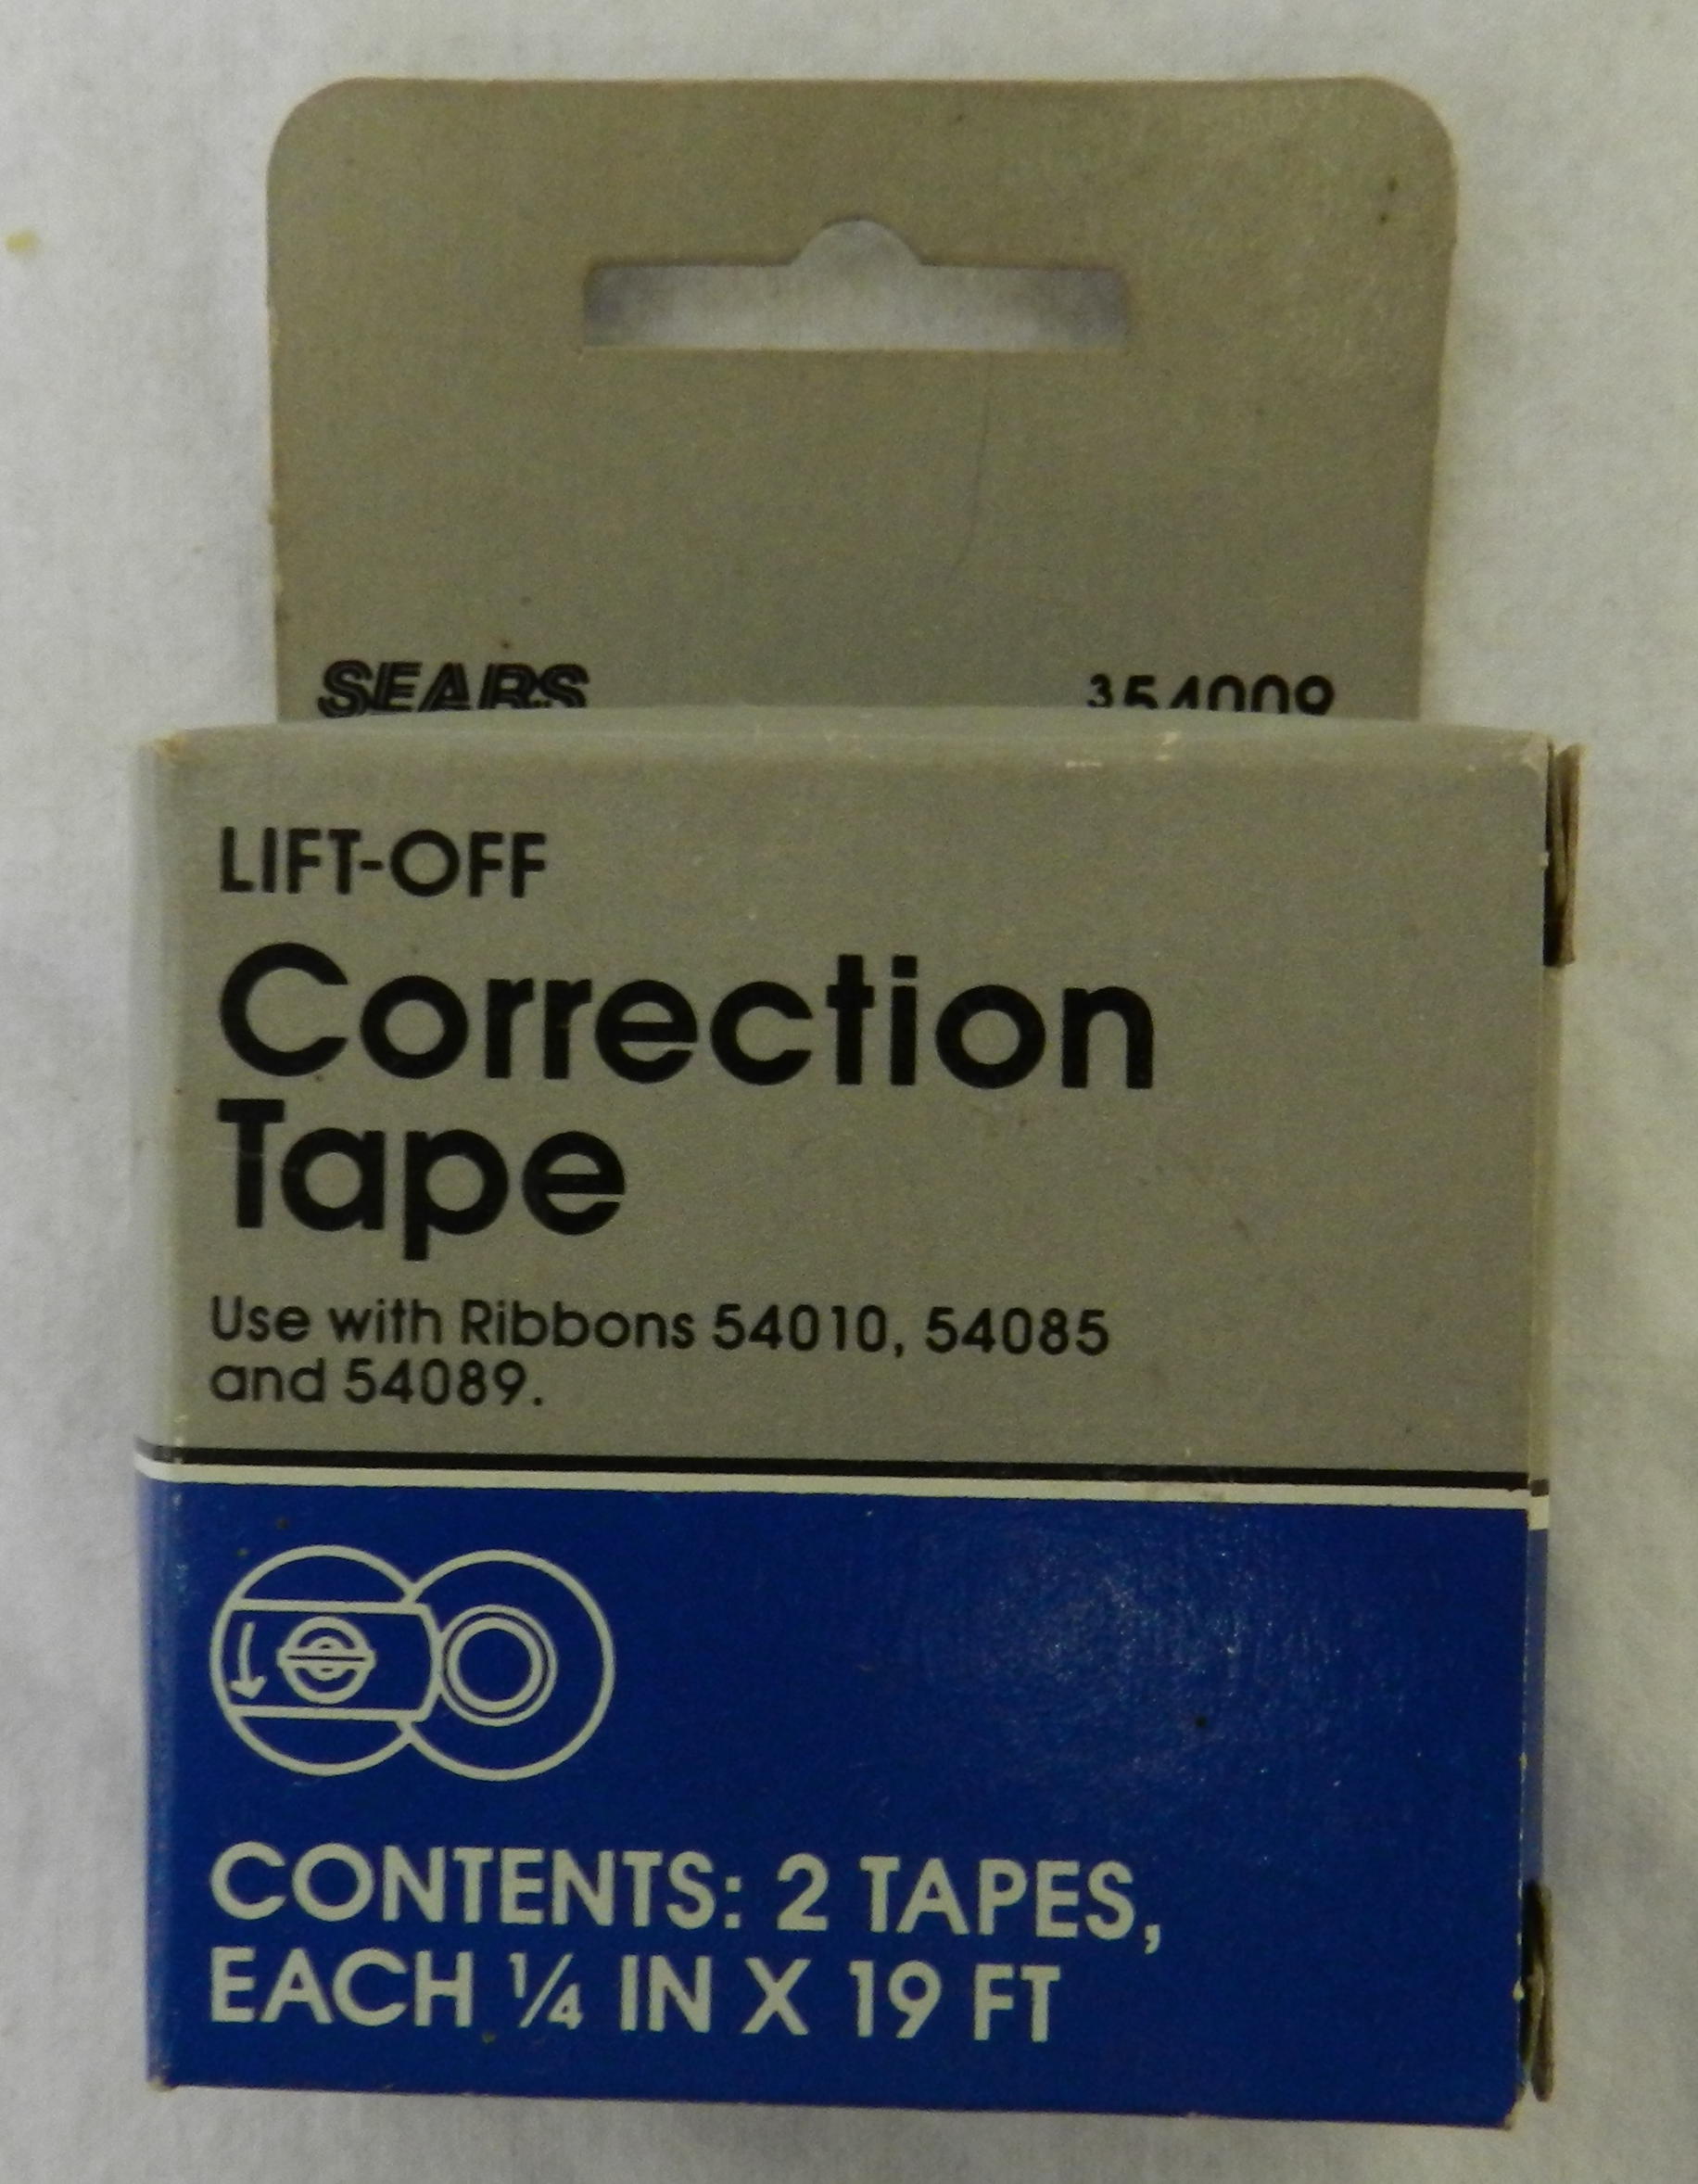 SEARS 354009
LIFT-OFF
Correction
Tape
Use with Ribbons 54010, 54085
and 54089.
CONTENTS: 2 TAPES,
EACH ¼ IN X 19 FT